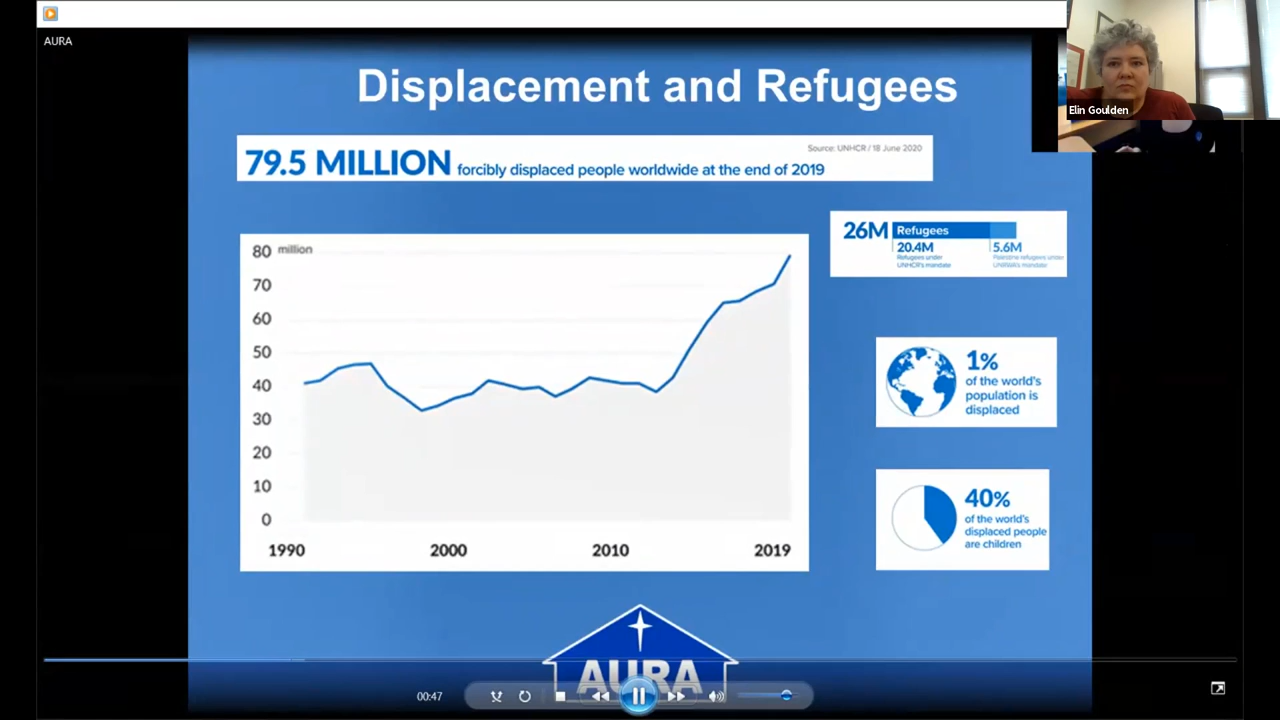 AURA
Elin Goulden
Displacement and Refugees
Source: UNHCR / 18 June 2020
79.5 MILLION forcibly displaced people worldwide at the end of 2019
26M Refugees
20.4M
Refugees under
UNHCR's mandate
5.6M
Palestine refugees under
UNRWA's mandate
80 million
70
60
50
40
30
20
10
0
1990 2000 2010 2019
1%
of the world's
population is
displaced
40%
of the world's
displaced people
are children
AURA
00:47